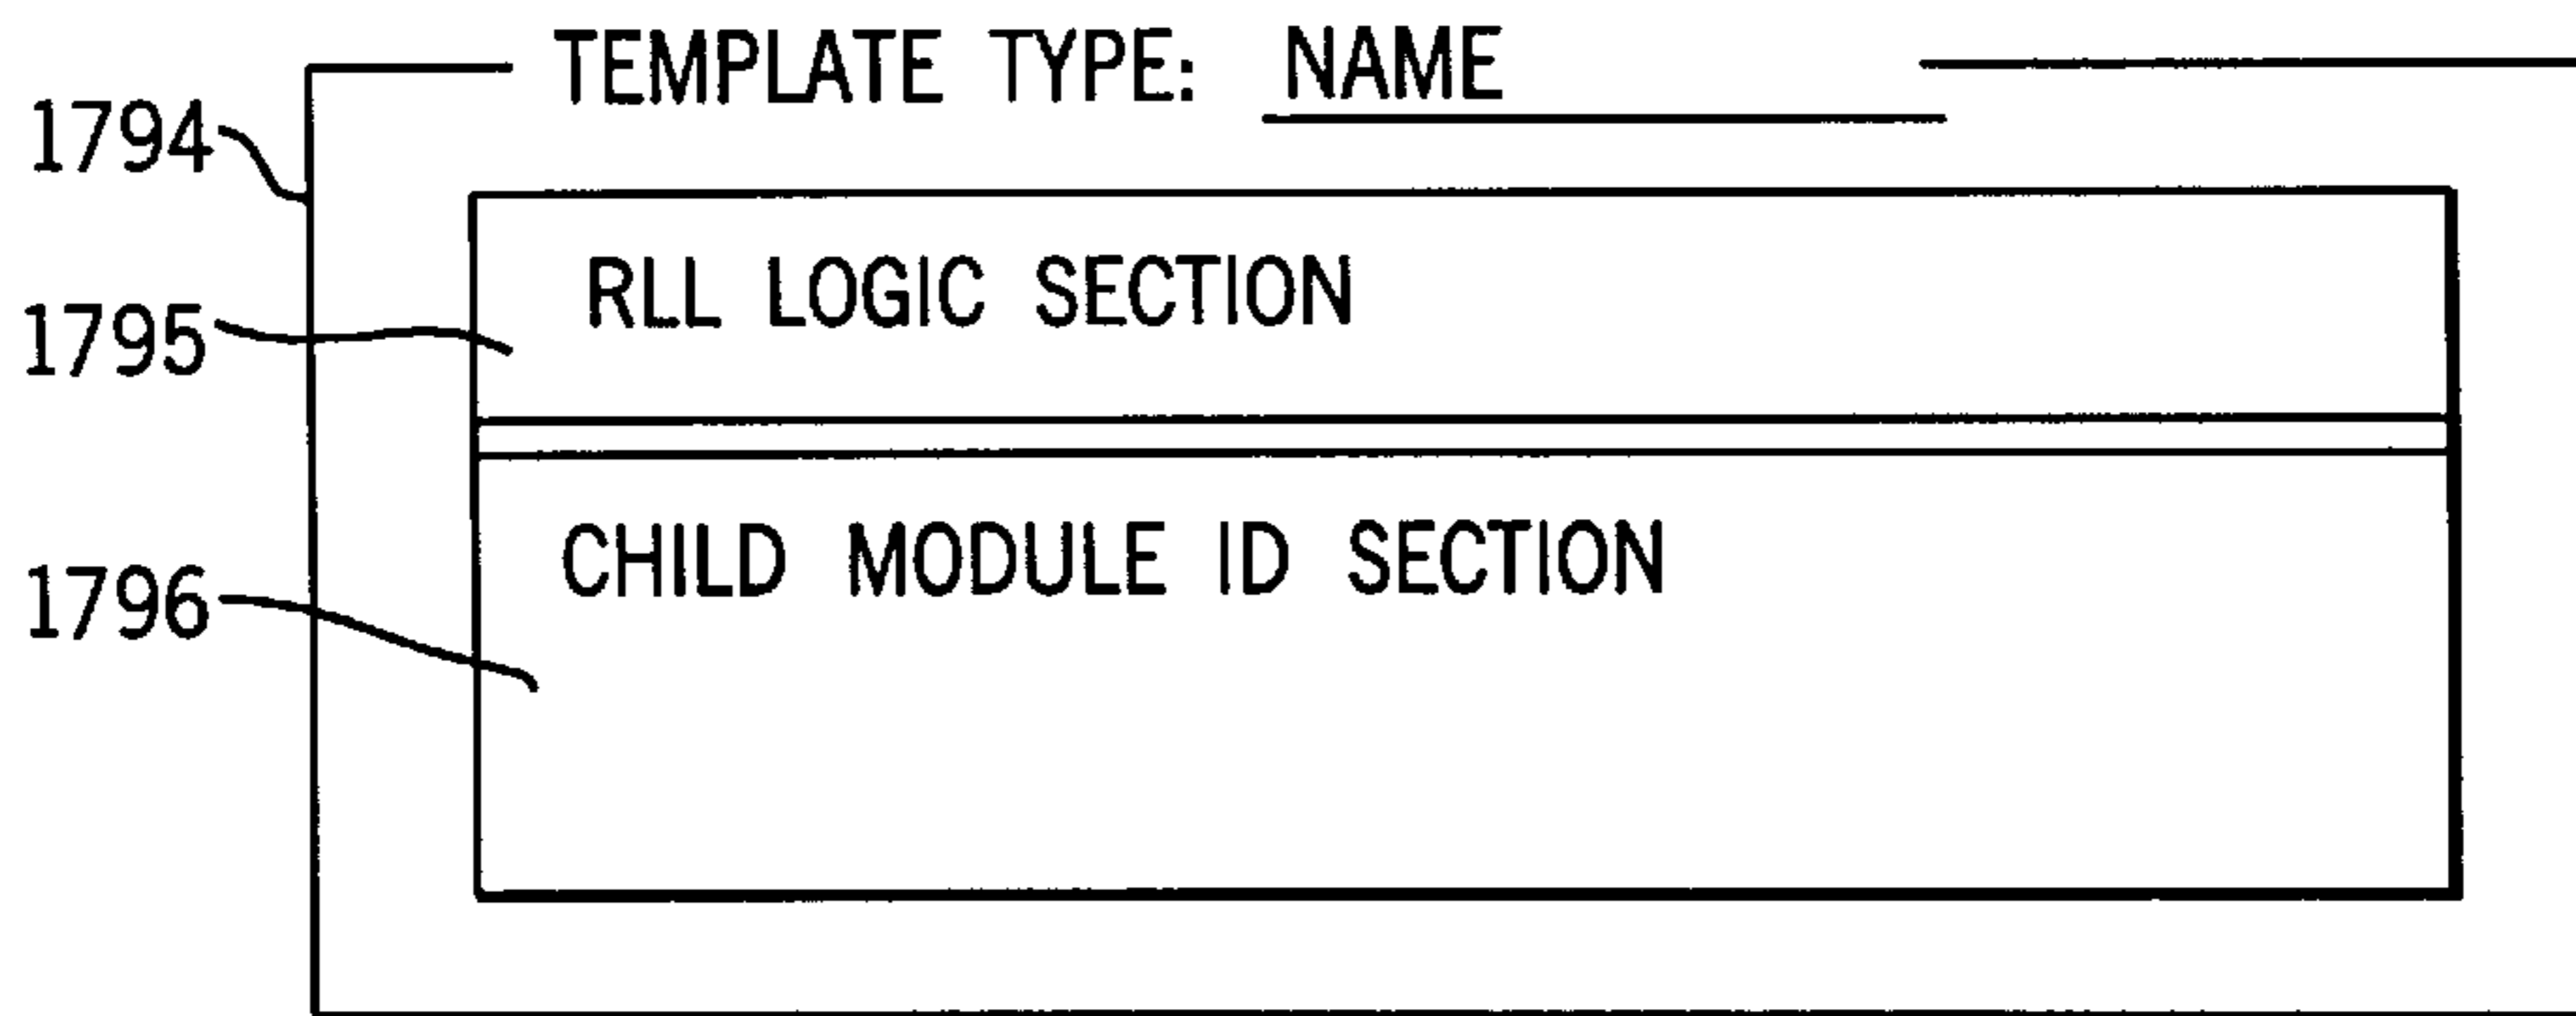 TEMPLATE TYPE: NAME
1794
RLL LOGIC SECTION
1795
CHILD MODULE ID SECTION
1796